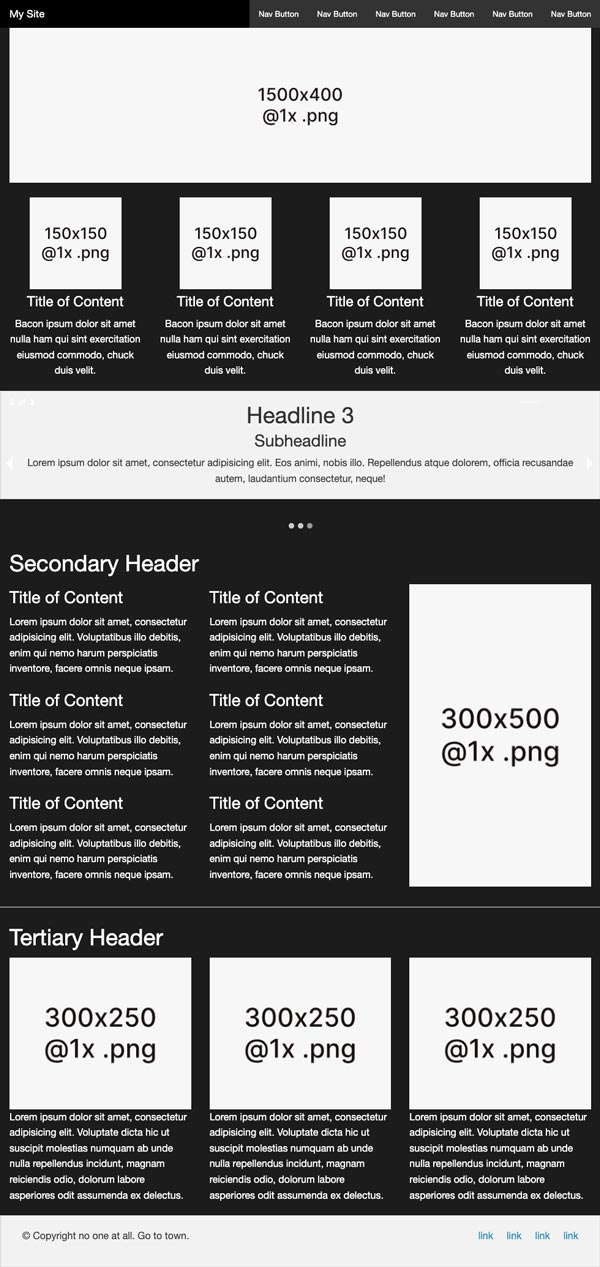 My Site
Nav Button Nav Button Nav Button Nav Button Nav Button Nav Button
1500x400
@1x .png
150x150
@1x .png
Title of Content
Bacon ipsum dolor sit amet
nulla ham qui sint exercitation
eiusmod commodo, chuck
duis velit.
150x150
@1x .png
Title of Content
Bacon ipsum dolor sit amet
nulla ham qui sint exercitation
eiusmod commodo, chuck
duis velit.
150x150
@1x .png
Title of Content
Bacon ipsum dolor sit amet
nulla ham qui sint exercitation
eiusmod commodo, chuck
duis velit.
150x150
@1x .png
Title of Content
Bacon ipsum dolor sit amet
nulla ham qui sint exercitation
eiusmod commodo, chuck
duis velit.
Headline 3
Subheadline
Lorem ipsum dolor sit amet, consectetur adipisicing elit. Eos animi, nobis illo. Repellendus atque dolorem, officia recusandae
autem, laudantium consectetur, neque!
Secondary Header
Title of Content
Lorem ipsum dolor sit amet, consectetur
adipisicing elit. Voluptatibus illo debitis,
enim qui nemo harum perspiciatis
inventore, facere omnis neque ipsam.
Title of Content
Lorem ipsum dolor sit amet, consectetur
adipisicing elit. Voluptatibus illo debitis,
enim qui nemo harum perspiciatis
inventore, facere omnis neque ipsam.
Title of Content
Lorem ipsum dolor sit amet, consectetur
adipisicing elit. Voluptatibus illo debitis,
enim qui nemo harum perspiciatis
inventore, facere omnis neque ipsam.
Title of Content
Lorem ipsum dolor sit amet, consectetur
adipisicing elit. Voluptatibus illo debitis,
enim qui nemo harum perspiciatis
inventore, facere omnis neque ipsam.
Title of Content
Lorem ipsum dolor sit amet, consectetur
adipisicing elit. Voluptatibus illo debitis,
enim qui nemo harum perspiciatis
inventore, facere omnis neque ipsam.
Title of Content
Lorem ipsum dolor sit amet, consectetur
adipisicing elit. Voluptatibus illo debitis,
enim qui nemo harum perspiciatis
inventore, facere omnis neque ipsam.
300x500
@1x .png
Tertiary Header
300x250
@1x .png
Lorem ipsum dolor sit amet, consectetur
adipisicing elit. Voluptate dicta hic ut
suscipit molestias numquam ab unde
nulla repellendus incidunt, magnam
reiciendis odio, dolorum labore
asperiores odit assumenda ex delectus.
300x250
@1x .png
Lorem ipsum dolor sit amet, consectetur
adipisicing elit. Voluptate dicta hic ut
suscipit molestias numquam ab unde
nulla repellendus incidunt, magnam
reiciendis odio, dolorum labore
asperiores odit assumenda ex delectus.
300x250
@1x .png
Lorem ipsum dolor sit amet, consectetur
adipisicing elit. Voluptate dicta hic ut
suscipit molestias numquam ab unde
nulla repellendus incidunt, magnam
reiciendis odio, dolorum labore
asperiores odit assumenda ex delectus.
© Copyright no one at all. Go to town.
link link link link